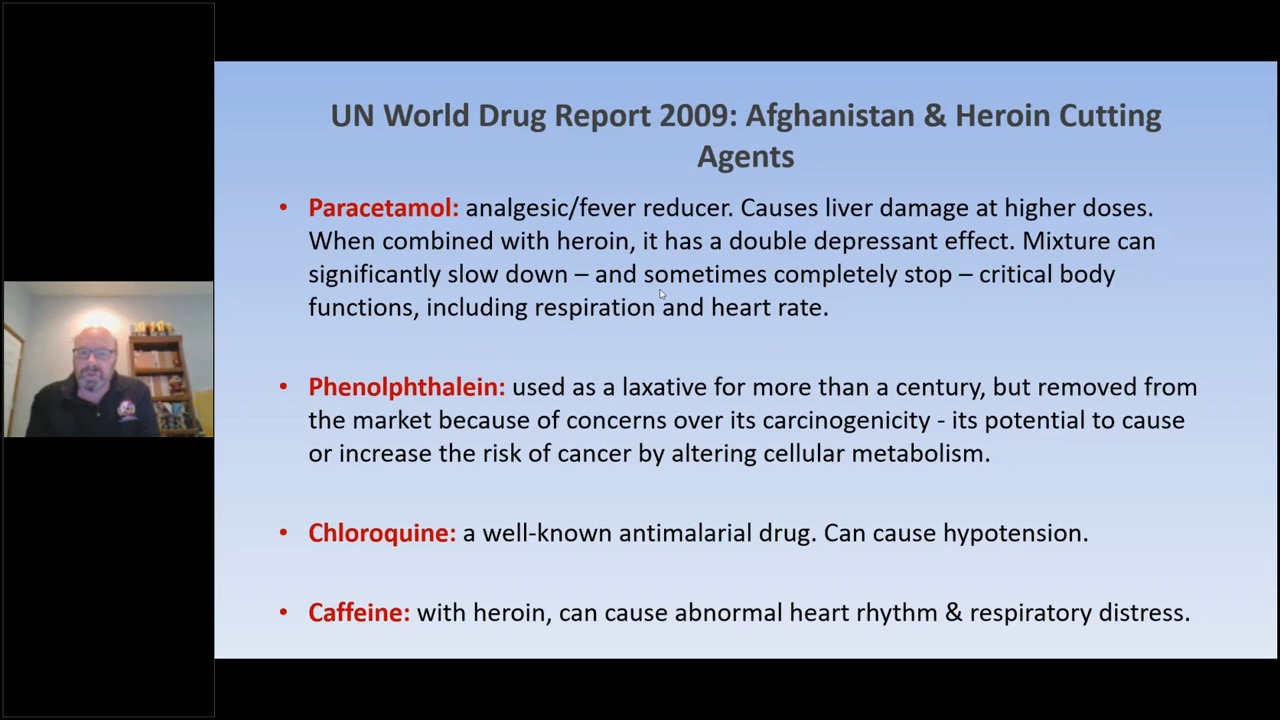 UN World Drug Report 2009: Afghanistan & Heroin Cutting
Agents
• Paracetamol: analgesic/fever reducer. Causes liver damage at higher doses.
When combined with heroin, it has a double depressant effect. Mixture can
significantly slow down – and sometimes completely stop – critical body
functions, including respiration and heart rate.
• Phenolphthalein: used as a laxative for more than a century, but removed from
the market because of concerns over its carcinogenicity - its potential to cause
or increase the risk of cancer by altering cellular metabolism.
• Chloroquine: a well-known antimalarial drug. Can cause hypotension.
• Caffeine: with heroin, can cause abnormal heart rhythm & respiratory distress.